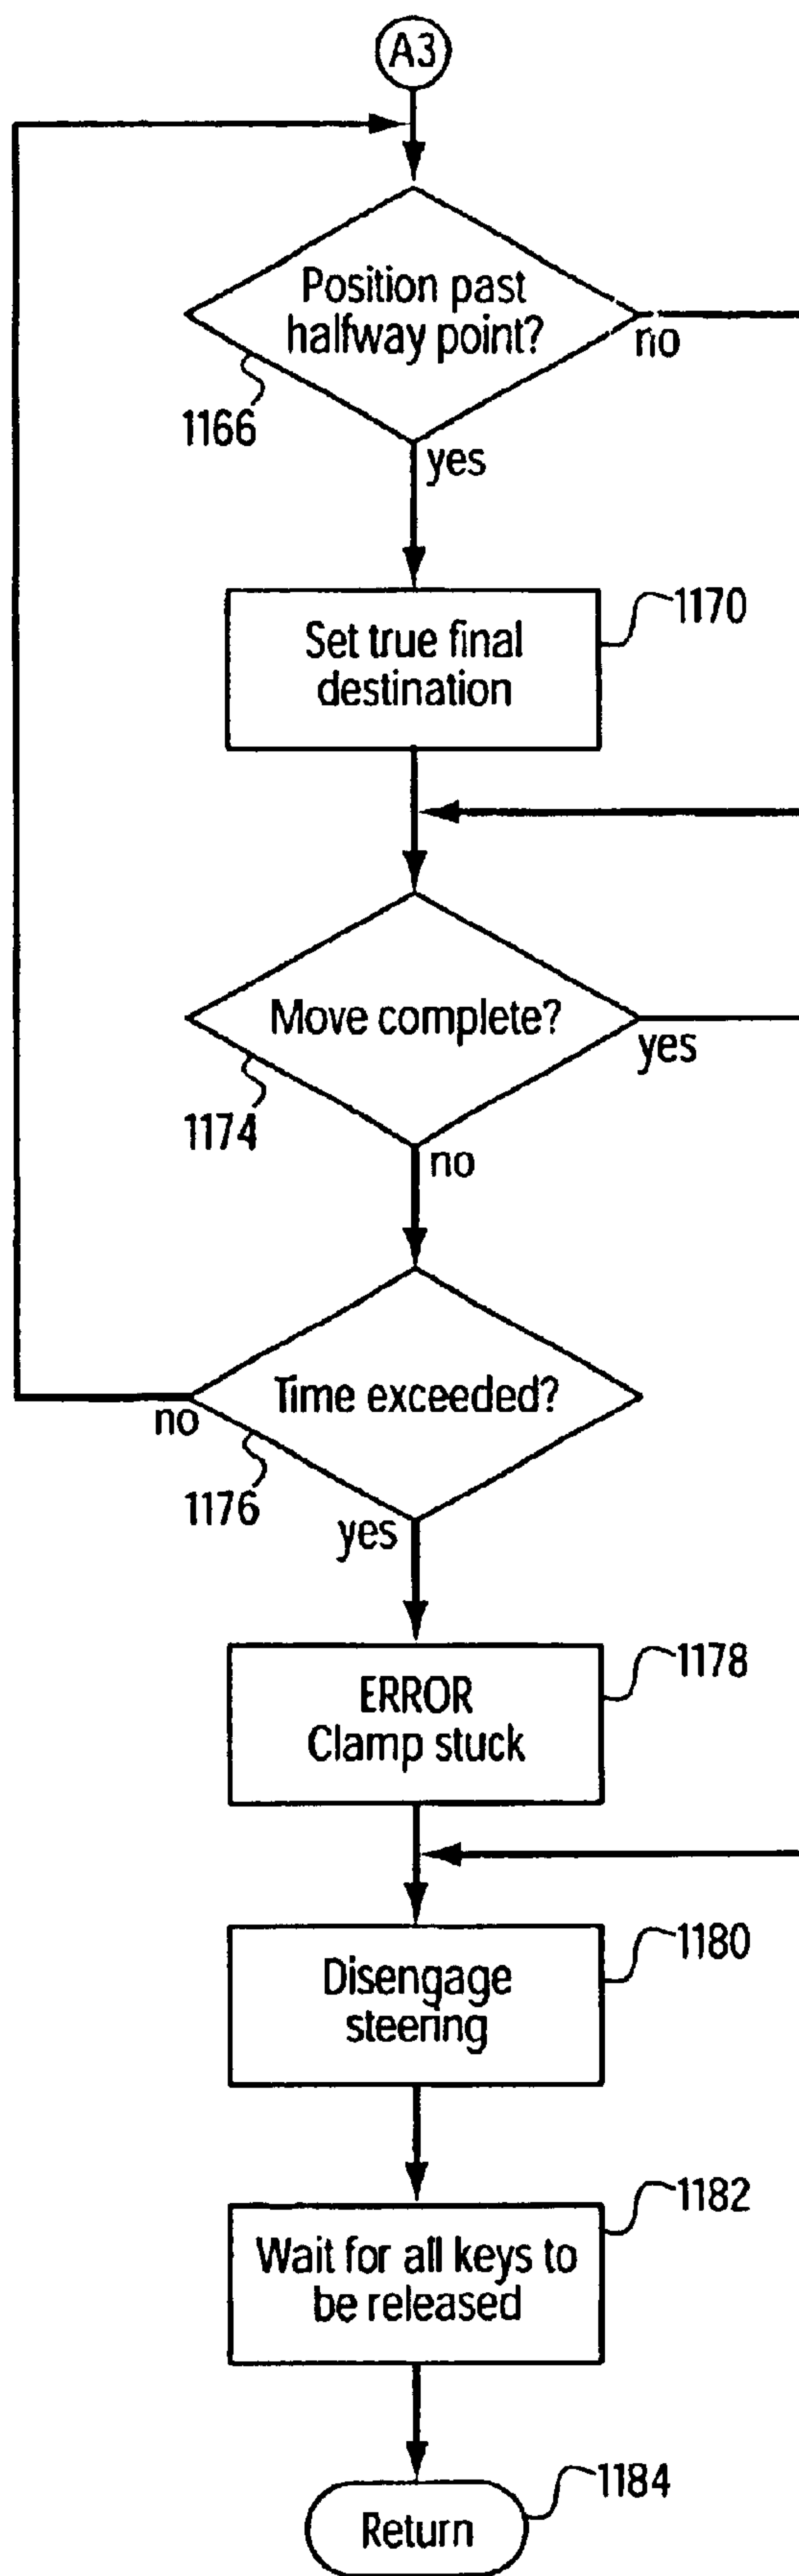 A3
Position past
halfway point?
no
1166
yes
1170
Set true final
destination
Move complete?
yes
1174
no
Time exceeded?
no
1176
yes
1178
ERROR
Clamp stuck
1180
Disengage
steering
1182
Wait for all keys to
be released
1184
Return